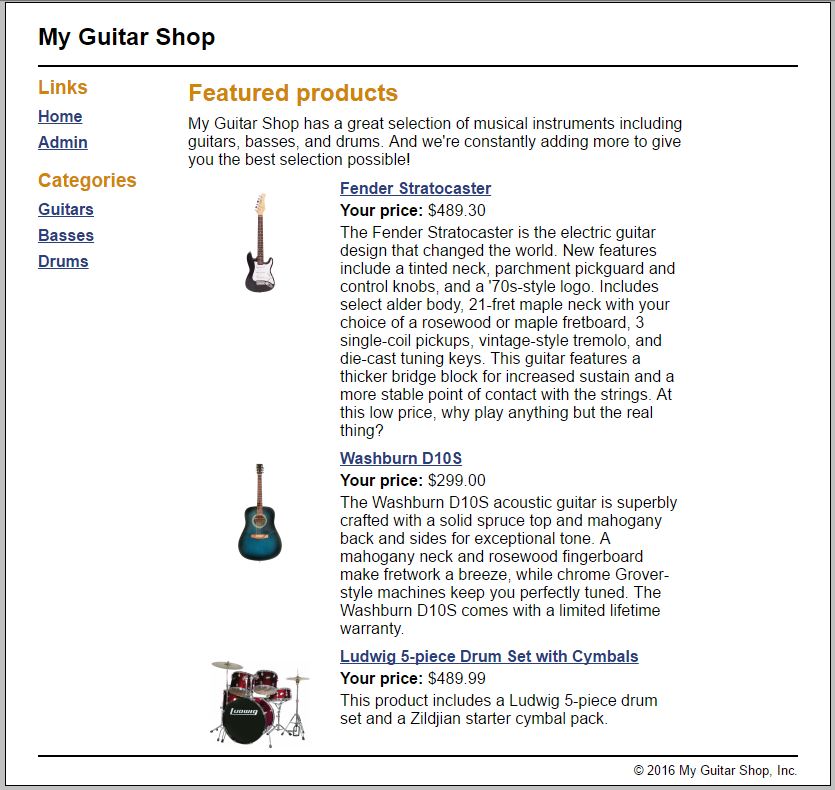 My Guitar Shop
Links
Home
Admin
Categories
Guitars
Basses
Drums
Featured products
My Guitar Shop has a great selection of musical instruments including
guitars, basses, and drums. And we're constantly adding more to give
you the best selection possible!
Fender Stratocaster
Your price: $489.30
The Fender Stratocaster is the electric guitar
design that changed the world. New features
include a tinted neck, parchment pickguard and
control knobs, and a '70s-style logo. Includes
select alder body, 21-fret maple neck with your
choice of a rosewood or maple fretboard, 3
single-coil pickups, vintage-style tremolo, and
die-cast tuning keys. This guitar features a
thicker bridge block for increased sustain and a
more stable point of contact with the strings. At
this low price, why play anything but the real
thing?
Washburn D10S
Your price: $299.00
The Washburn D10S acoustic guitar is superbly
crafted with a solid spruce top and mahogany
back and sides for exceptional tone. A
mahogany neck and rosewood fingerboard
make fretwork a breeze, while chrome Grover-
style machines keep you perfectly tuned. The
Washburn D10S comes with a limited lifetime
warranty.
Ludwig
Ludwig 5-piece Drum Set with Cymbals
Your price: $489.99
This product includes a Ludwig 5-piece drum
set and a Zildjian starter cymbal pack.
© 2016 My Guitar Shop, Inc.